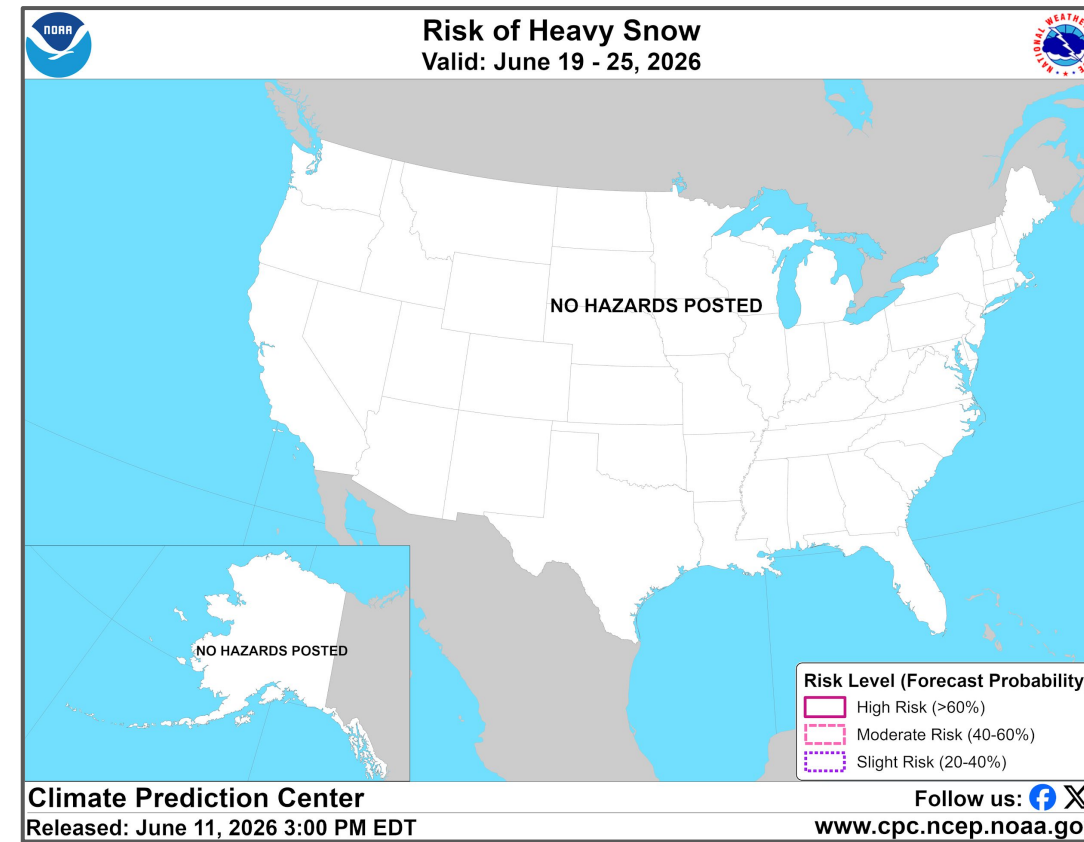 NOAA
Risk of Heavy Snow
Valid: June 19 - 25, 2026
NATIONAL WEATHE
NO HAZARDS POSTED
NO HAZARDS POSTED
Risk Level (Forecast Probability
High Risk (>60%)
Moderate Risk (40-60%)
Slight Risk (20-40%)
Climate Prediction Center
Follow us:
Released: June 11, 2026 3:00 PM EDT
www.cpc.ncep.noaa.go